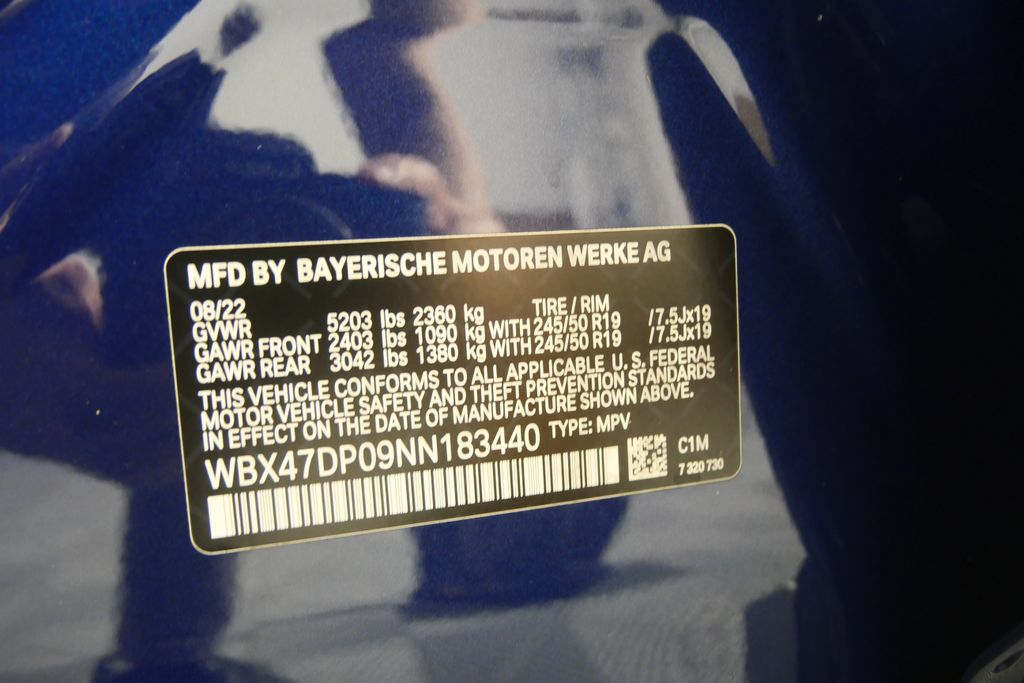 MFD BY BAYERISCHE MOTOREN WERKE AG
08/22 TIRE / RIM
GVWR 5203 lbs 2360 kg
GAWR FRONT 2403 lbs 1090 kg WITH 245/50 R19 /7.5Jx19
GAWR REAR 3042 lbs 1380 kg WITH 245/50 R19 /7.5Jx19
THIS VEHICLE CONFORMS TO ALL APPLICABLE U. S. FEDERAL
MOTOR VEHICLE SAFETY AND THEFT PREVENTION STANDARDS
IN EFFECT ON THE DATE OF MANUFACTURE SHOWN ABOVE.
WBX47DP09NN183440 TYPE: MPV
C1M
7 320 730